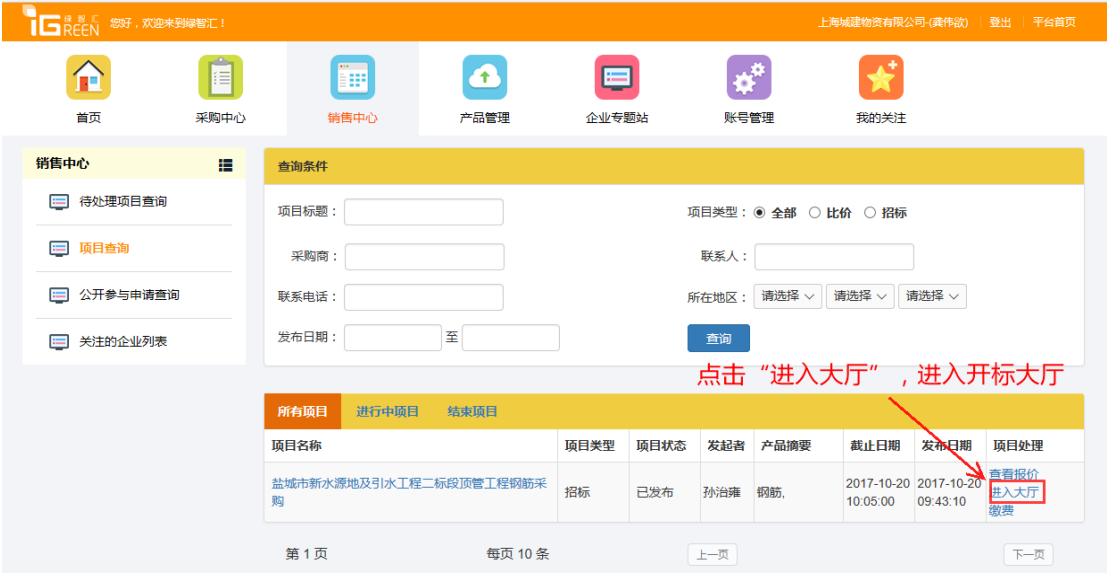 iGREEN 绿智汇 您好，欢迎来到绿智汇！ 上海城建物资有限公司-(龚伟欲) 登出 平台首页
首页 采购中心 销售中心 产品管理 企业专题站 账号管理 我的关注
销售中心
待处理项目查询
项目查询
公开参与申请查询
关注的企业列表
查询条件
项目标题： 项目类型： 全部 比价 招标
采购商： 联系人：
联系电话： 所在地区： 请选择 请选择 请选择
发布日期： 至 查询
点击“进入大厅”，进入开标大厅
所有项目 进行中项目 结束项目
项目名称 项目类型 项目状态 发起者 产品摘要 截止日期 发布日期 项目处理
盐城市新水源地及引水工程二标段顶管工程钢筋采
购
招标 已发布 孙治雍 钢筋,
2017-10-20
10:05:00
2017-10-20
09:43:10
查看报价
进入大厅
缴费
第 1 页 每页 10 条 上一页 下一页